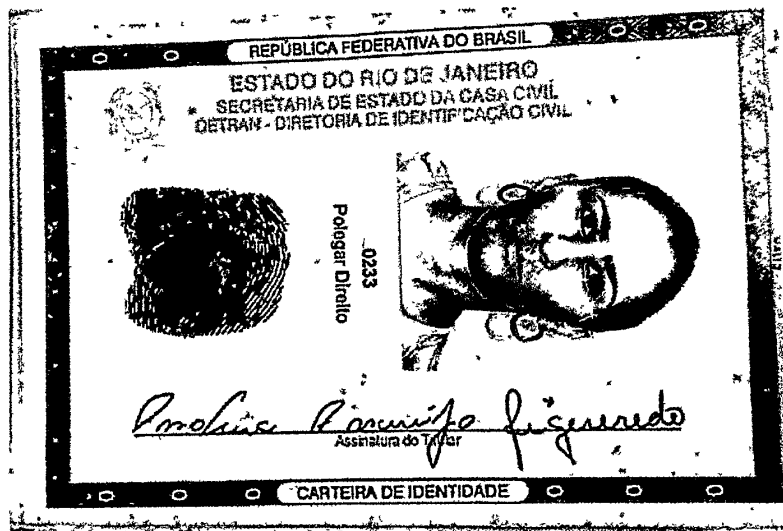 REPÚBLICA FEDERATIVA DO BRASIL
ESTADO DO RIO DE JANEIRO
SECRETARIA DE ESTADO DA CASA CIVIL
DETRAN - DIRETORIA DE IDENTIFICAÇÃO CIVIL
0233
Polegar Direito
Figueiredo
Assinatura do Titular
CARTEIRA DE IDENTIDADE